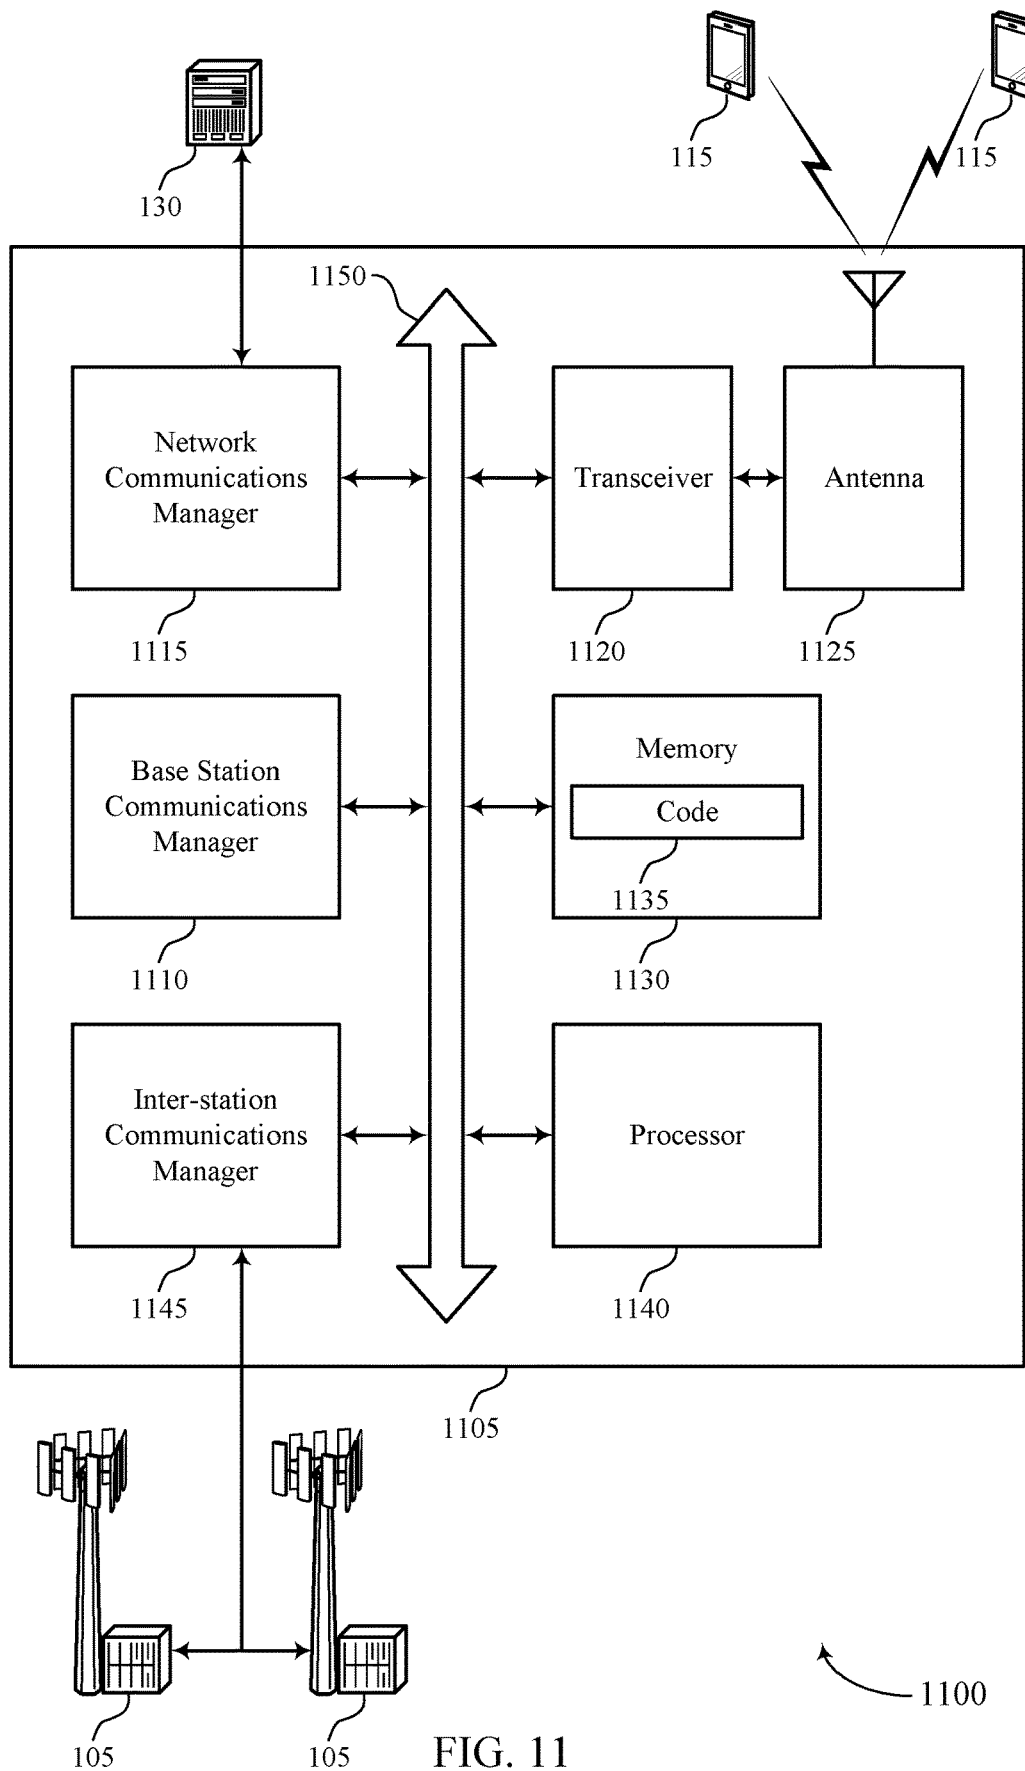 115
115
130
1150
Network
Communications
Manager
Transceiver
Antenna
1115
1120
1125
Base Station
Communications
Manager
Memory
Code
1135
1110
1130
Inter-station
Communications
Manager
Processor
1145
1140
1105
1100
105
105
FIG. 11